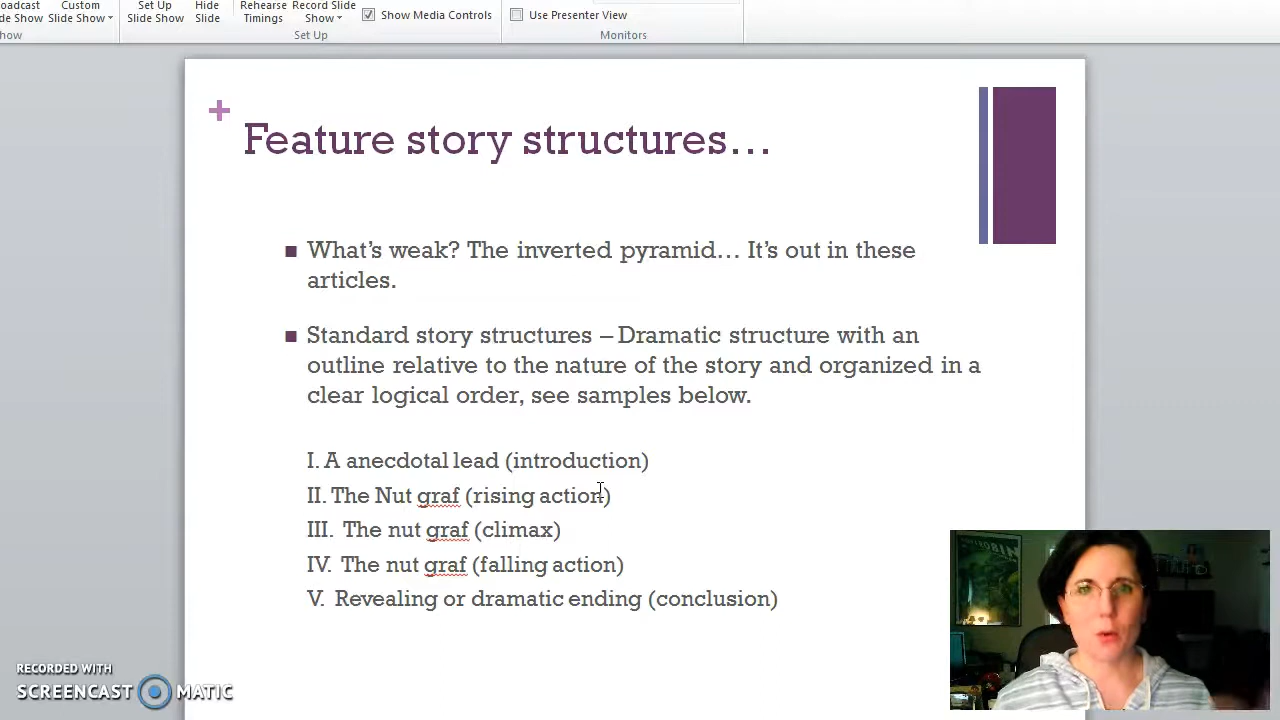 oadcast Custom Set Up Hide Rehearse Record Slide
de Show Slide Show Slide Show Slide Timings Show Show Media Controls Use Presenter View
how Set Up Monitors
+
Feature story structures…
What's weak? The inverted pyramid… It's out in these
articles.
Standard story structures – Dramatic structure with an
outline relative to the nature of the story and organized in a
clear logical order, see samples below.
I. A anecdotal lead (introduction)
II. The Nut graf (rising action)
III. The nut graf (climax)
IV. The nut graf (falling action)
V. Revealing or dramatic ending (conclusion)
RECORDED WITH
SCREENCAST MATIC